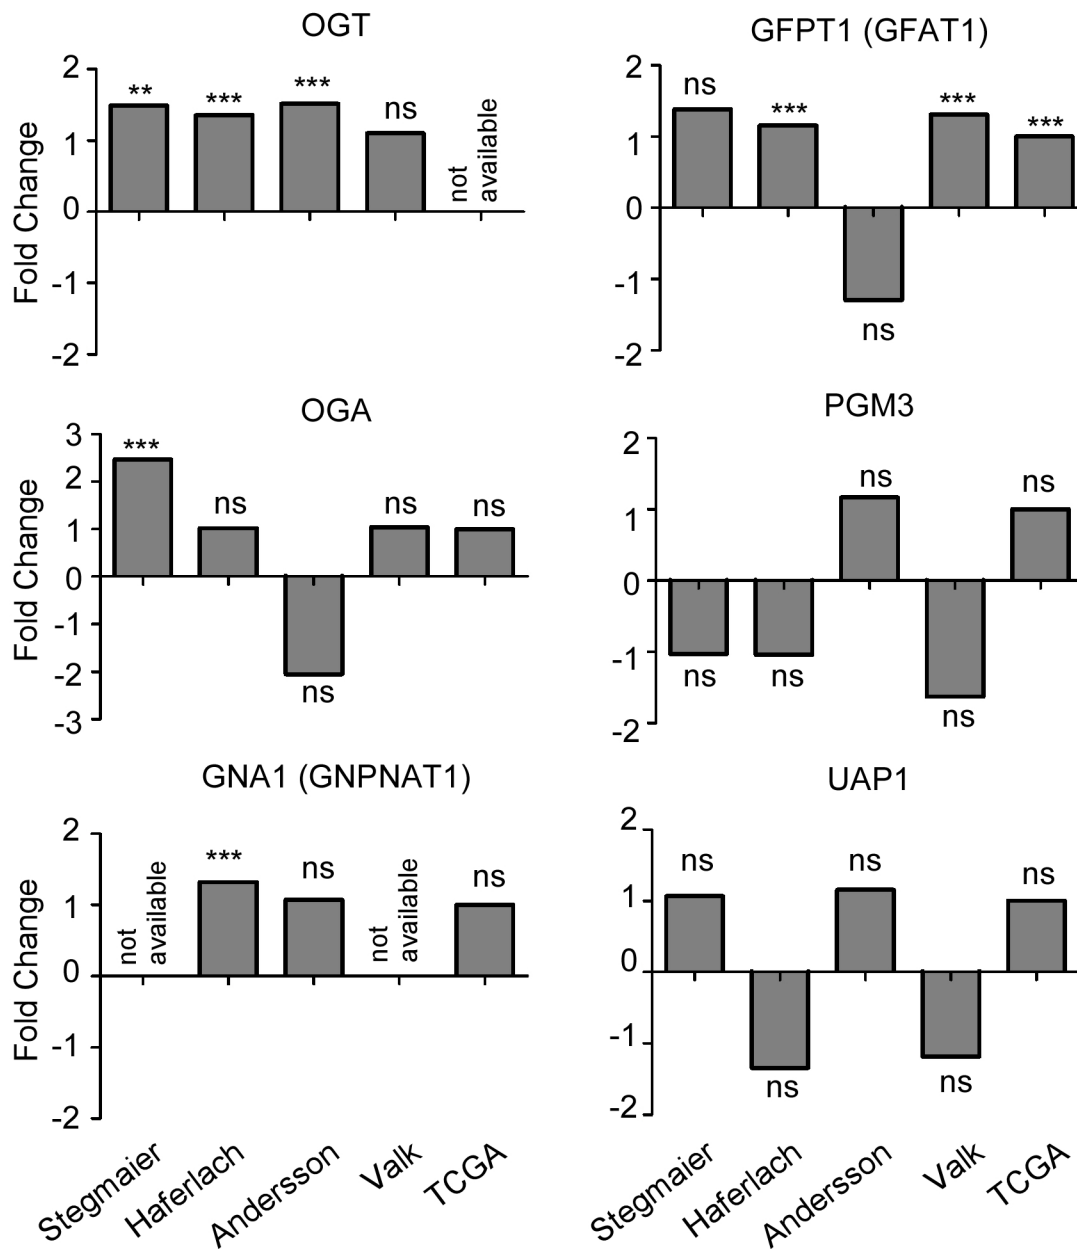 OGT
Fold Change
2
1
0
-1
-2
**
***
***
ns
not
available
GFPT1 (GFAT1)
2
1
0
-1
-2
ns
***
ns
***
***
OGA
Fold Change
3
2
1
0
-1
-2
-3
***
ns
ns
ns
ns
PGM3
2
1
0
-1
-2
ns
ns
ns
ns
ns
GNA1 (GNPNAT1)
Fold Change
2
1
0
-1
-2
not
available
***
ns
not
available
ns
Stegmaier
Haferlach
Andersson
Valk
TCGA
UAP1
2
1
0
-1
-2
ns
ns
ns
ns
ns
Stegmaier
Haferlach
Andersson
Valk
TCGA